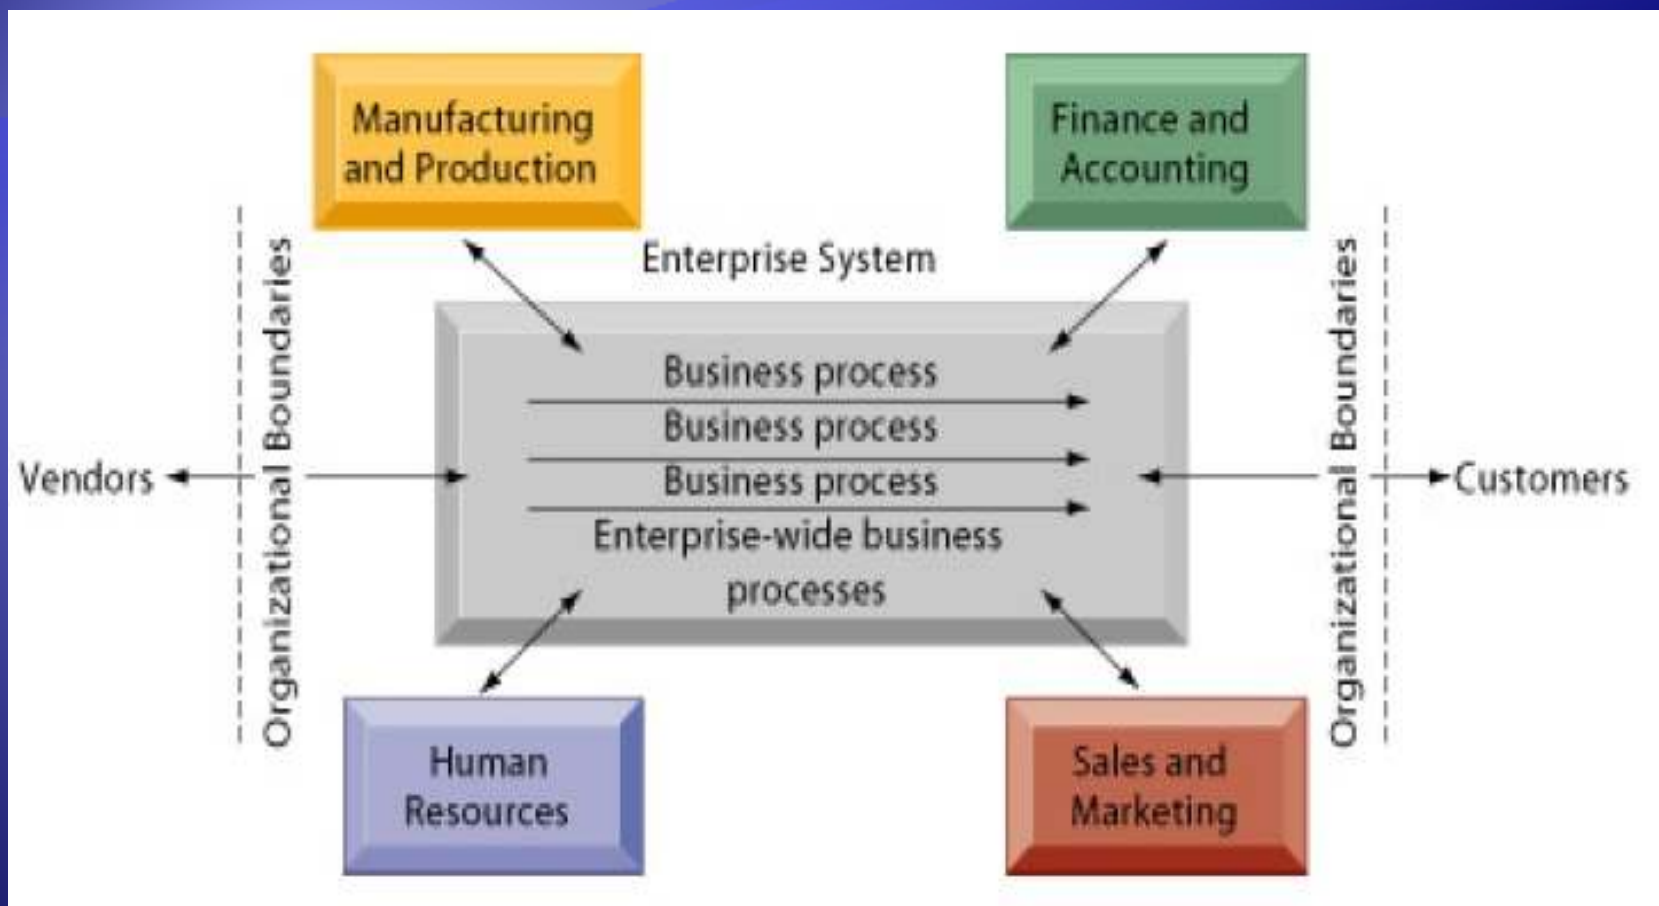 Manufacturing
and Production
Finance and
Accounting
Enterprise System
Organizational Boundaries
Organizational Boundaries
Business process
Business process
Vendors
Business process
Customers
Enterprise-wide business
processes
Human
Resources
Sales and
Marketing